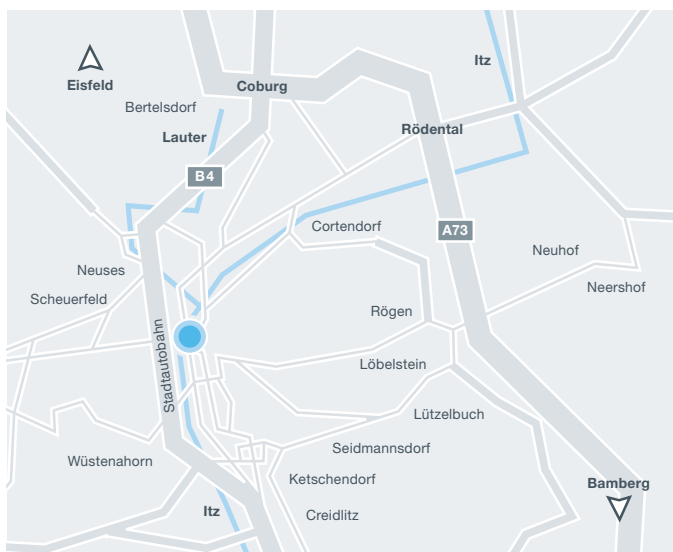 Itz
Eisfeld
Coburg
Bertelsdorf
Rödental
Lauter
B4
Cortendorf
A73
Neuhof
Neuses
Neershof
Scheuerfeld
Rögen
Stadtautobahn
Löbelstein
Lützelbuch
Seidmannsdorf
Wüstenahorn
Ketschendorf
Bamberg
Itz
Creidlitz